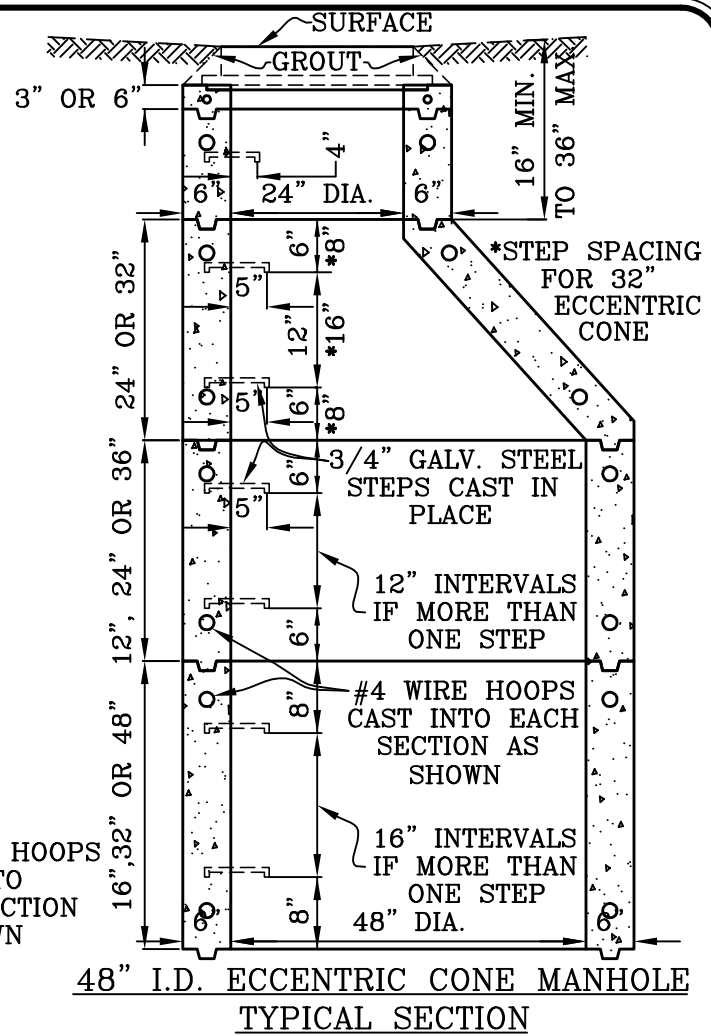 SURFACE
GROUT
3" OR 6"
16" MIN.
TO 36" MAX
4"
6"
24" DIA.
6"
24" OR 32"
6"
*8"
5"
12"
*16"
5"
6"
*8"
*STEP SPACING
FOR 32"
ECCENTRIC
CONE
12", 24" OR 36"
6"
3/4" GALV. STEEL
STEPS CAST IN
PLACE
5"
12" INTERVALS
IF MORE THAN
ONE STEP
6"
16",32" OR 48"
8"
#4 WIRE HOOPS
CAST INTO EACH
SECTION AS
SHOWN
HOOPS
TO
CTION
WN
16" INTERVALS
IF MORE THAN
ONE STEP
8"
6"
48" DIA.
6"
48" I.D. ECCENTRIC CONE MANHOLE
TYPICAL SECTION